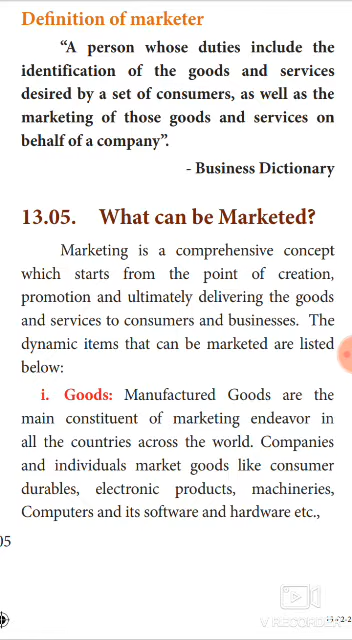 Definition of marketer
“A person whose duties include the
identification of the goods and services
desired by a set of consumers, as well as the
marketing of those goods and services on
behalf of a company”.
- Business Dictionary
13.05. What can be Marketed?
Marketing is a comprehensive concept
which starts from the point of creation,
promotion and ultimately delivering the goods
and services to consumers and businesses. The
dynamic items that can be marketed are listed
below:
i. Goods: Manufactured Goods are the
main constituent of marketing endeavor in
all the countries across the world. Companies
and individuals market goods like consumer
durables, electronic products, machineries,
Computers and its software and hardware etc.,
05
V RECORDER